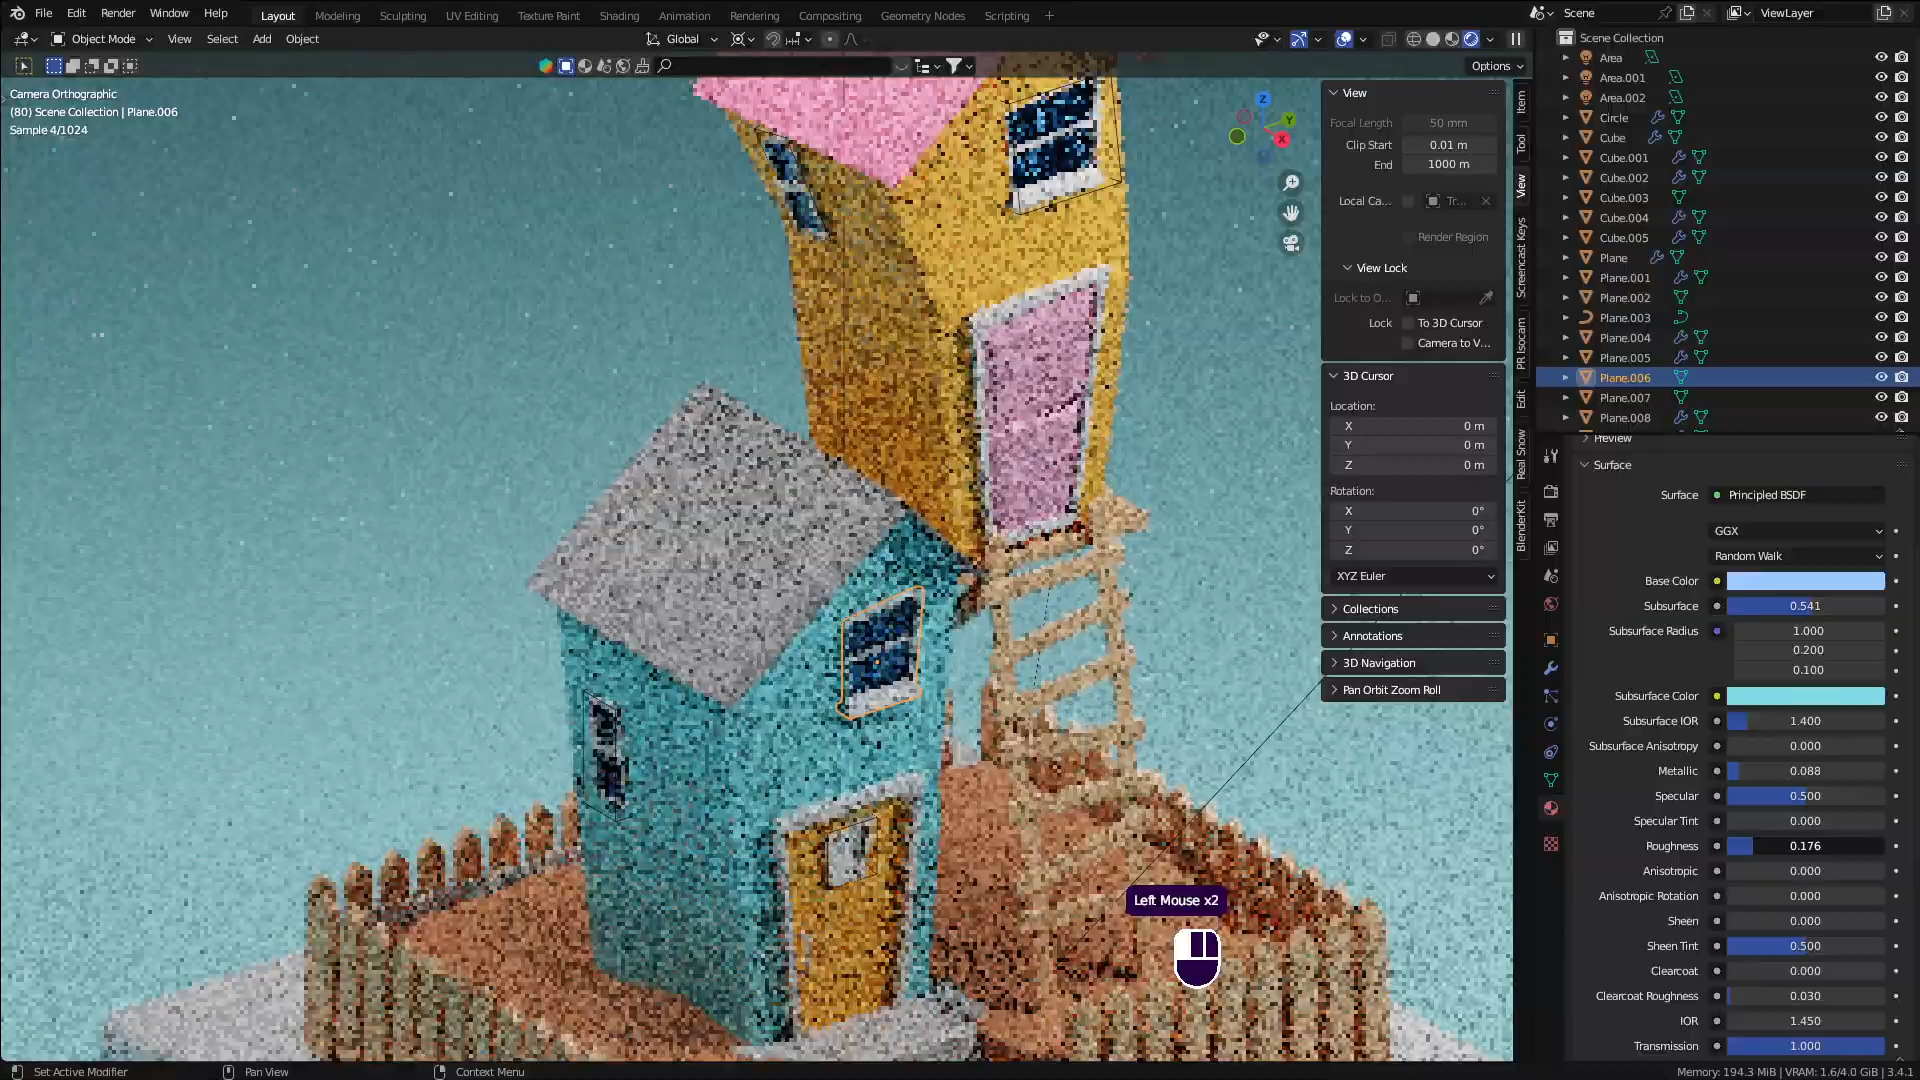 File Edit Render Window Help
Layout Modeling Sculpting UV Editing Texture Paint Shading Animation Rendering Compositing Geometry Nodes Scripting +
Scene
ViewLayer
Object Mode View Select Add Object
Global
Options
Camera Orthographic
(80) Scene Collection | Plane.006
Sample 4/1024
Z
Y
X
View
Focal Length 50 mm
Clip Start 0.01 m
End 1000 m
Local Ca... Tr...
Render Region
View Lock
Lock to O...
Lock To 3D Cursor
Camera to V...
3D Cursor
Location:
X 0 m
Y 0 m
Z 0 m
Rotation:
X 0°
Y 0°
Z 0°
XYZ Euler
Collections
Annotations
3D Navigation
Pan Orbit Zoom Roll
Item
Tool
View
Screencast Keys
PR Isocam
Edit
Real Snow
BlenderKit
Scene Collection
Area
Area.001
Area.002
Circle
Cube
Cube.001
Cube.002
Cube.003
Cube.004
Cube.005
Plane
Plane.001
Plane.002
Plane.003
Plane.004
Plane.005
Plane.006
Plane.007
Plane.008
Preview
Surface
Surface Principled BSDF
GGX
Random Walk
Base Color
Subsurface 0.541
Subsurface Radius 1.000
0.200
0.100
Subsurface Color
Subsurface IOR 1.400
Subsurface Anisotropy 0.000
Metallic 0.088
Specular 0.500
Specular Tint 0.000
Roughness 0.176
Anisotropic 0.000
Anisotropic Rotation 0.000
Sheen 0.000
Sheen Tint 0.500
Clearcoat 0.000
Clearcoat Roughness 0.030
IOR 1.450
Transmission 1.000
Left Mouse x2
Set Active Modifier Pan View Context Menu
Memory: 194.3 MiB | VRAM: 1.6/4.0 GiB | 3.4.1